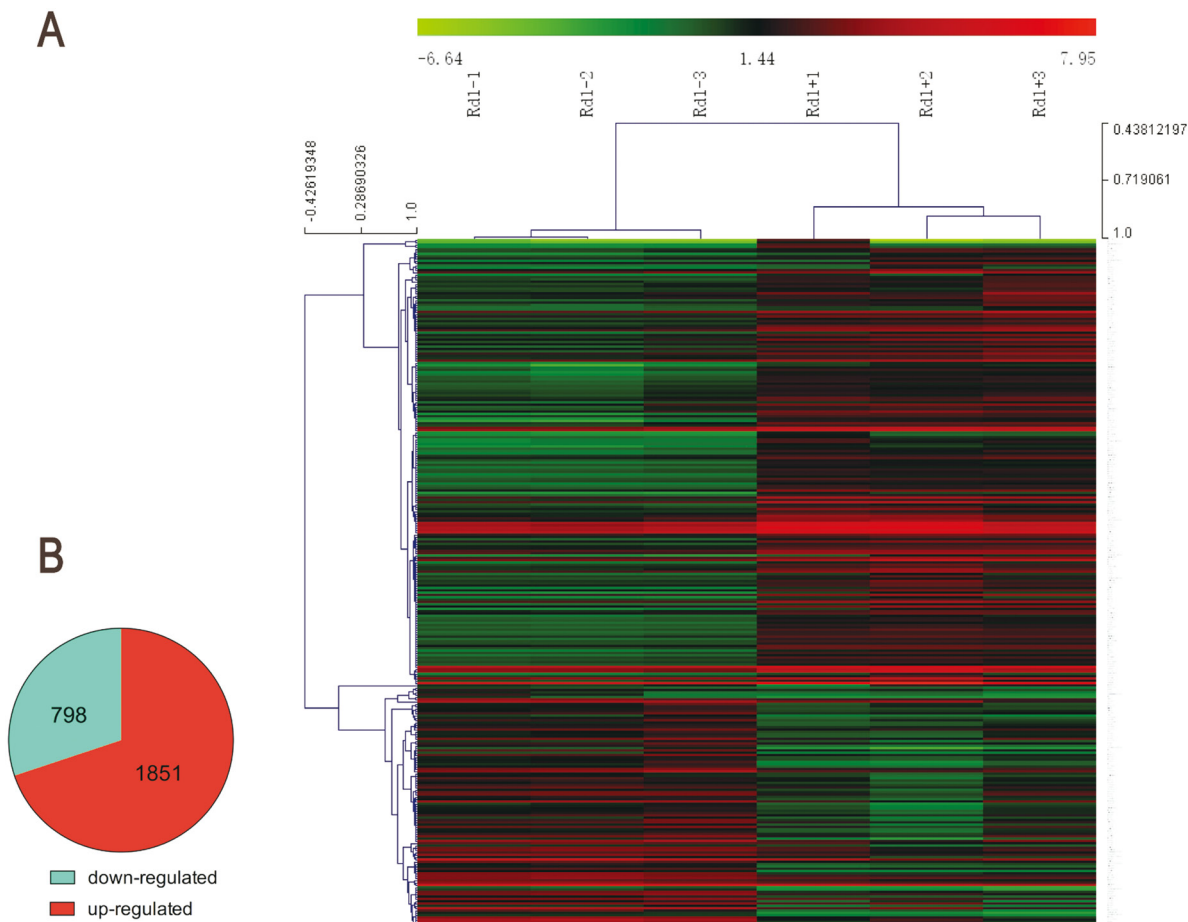 A
-6.64 1.44 7.95
Rd1-1 Rd1-2 Rd1-3 Rd1+1 Rd1+2 Rd1+3
0.43812197
0.719061
1.0
-0.42619348
0.28690326
1.0
B
798
1851
down-regulated
up-regulated